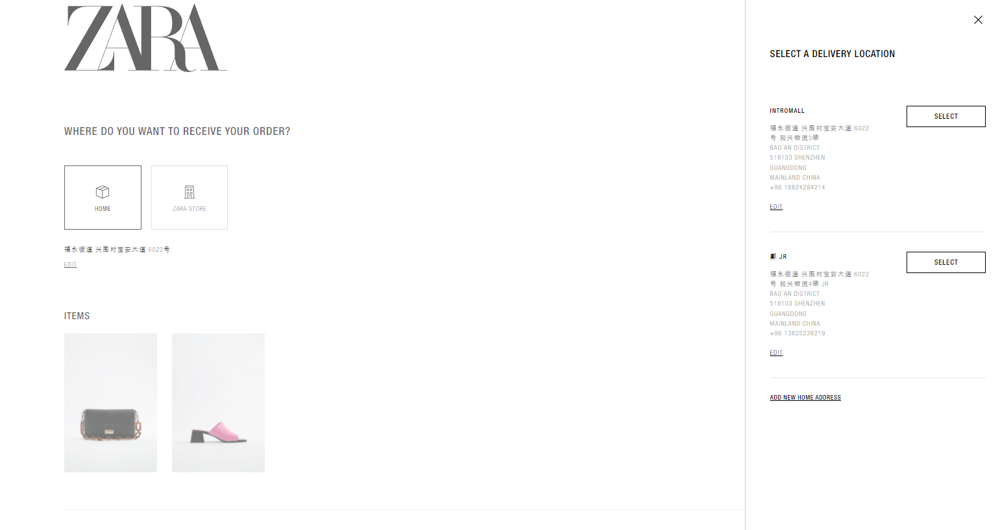 ZARA
WHERE DO YOU WANT TO RECEIVE YOUR ORDER?
HOME
ZARA STORE
福永街道 兴围村宝安大道 6022号
EDIT
ITEMS
SELECT A DELIVERY LOCATION
INTROMALL
SELECT
福永街道 兴围村宝安大道 6022
号 和兴物流3楼
BAO´AN DISTRICT
518103 SHENZHEN
GUANGDONG
MAINLAND CHINA
+86 18824294214
EDIT
鄭 JR
SELECT
福永街道 兴围村宝安大道 6022
号 和兴物流4楼 JR
BAO´AN DISTRICT
518103 SHENZHEN
GUANGDONG
MAINLAND CHINA
+86 13825238219
EDIT
ADD NEW HOME ADDRESS